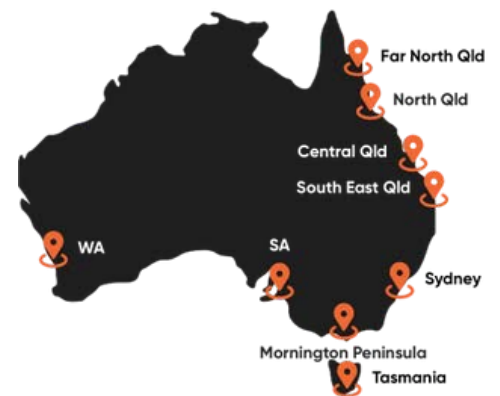 Far North Qld
North Qld
Central Qld
South East Qld
WA
SA
Sydney
Mornington Peninsula
Tasmania